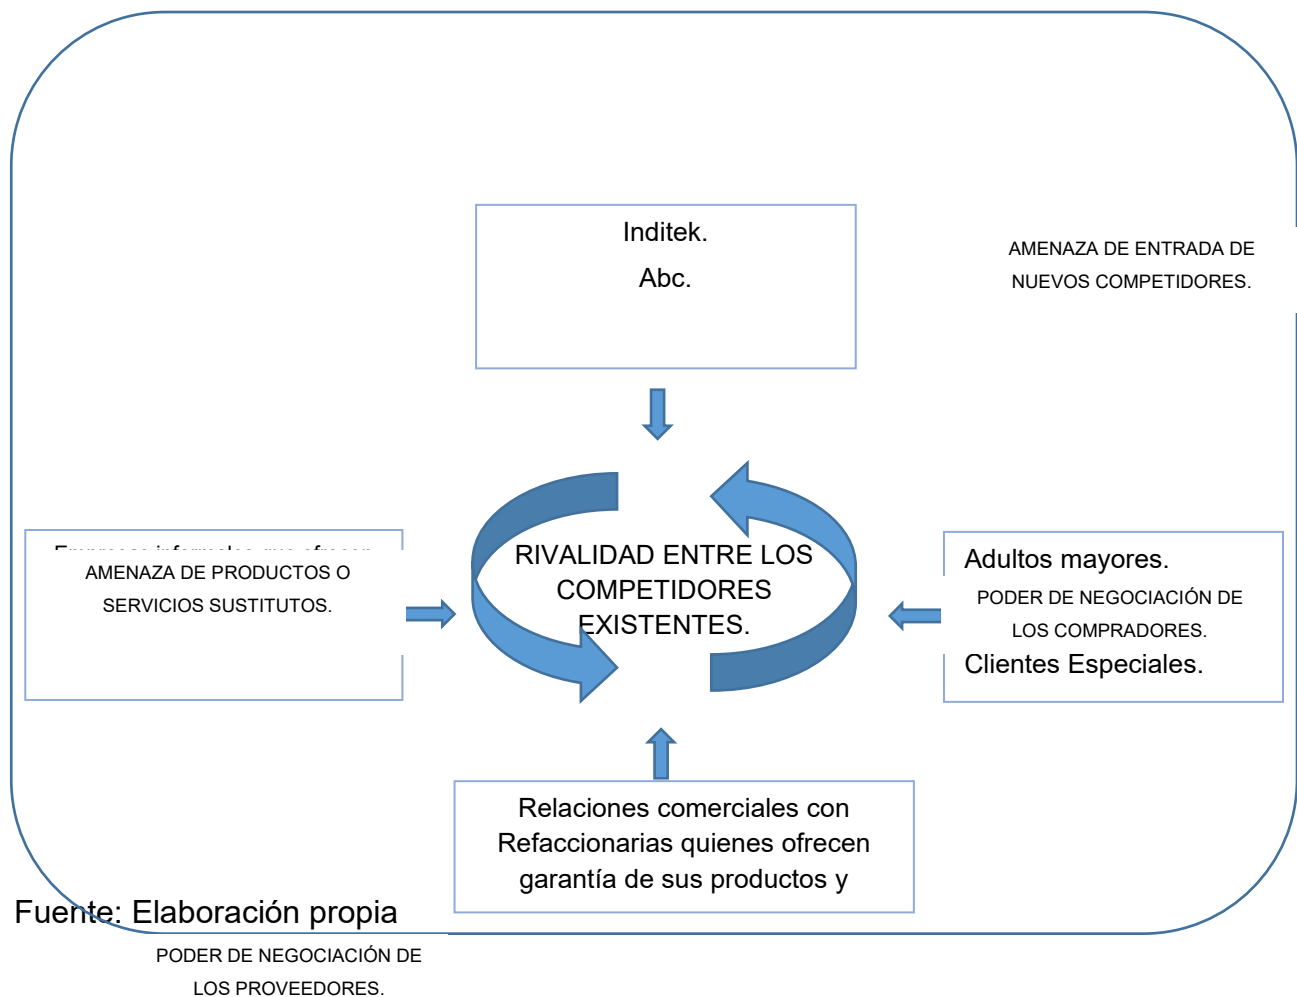 Inditek.
Abc.
AMENAZA DE ENTRADA DE
NUEVOS COMPETIDORES.
AMENAZA DE PRODUCTOS O
SERVICIOS SUSTITUTOS.
RIVALIDAD ENTRE LOS
COMPETIDORES
EXISTENTES.
Adultos mayores.
PODER DE NEGOCIACIÓN DE
LOS COMPRADORES.
Clientes Especiales.
Relaciones comerciales con
Refaccionarias quienes ofrecen
garantía de sus productos y
Fuente: Elaboración propia
PODER DE NEGOCIACIÓN DE
LOS PROVEEDORES.